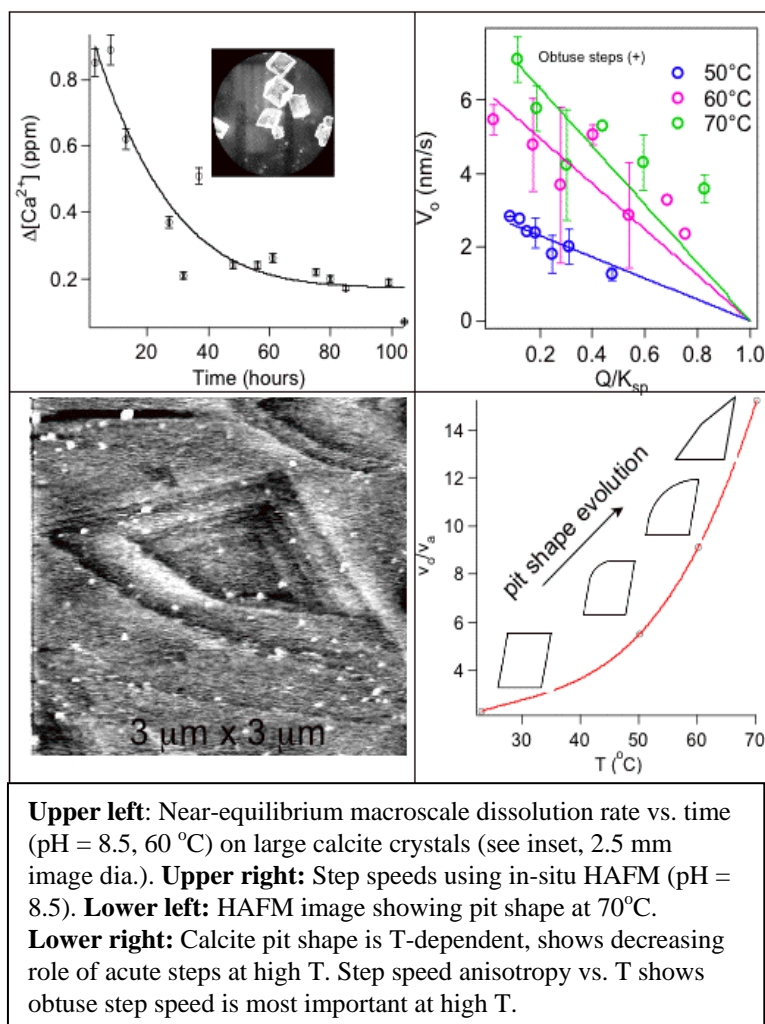 0.8
0.6
0.4
0.2
Δ[Ca2+] (ppm)
20
40
60
80
100
Time (hours)
Obtuse steps (+)
50°C
60°C
70°C
6
4
2
0
Vo (nm/s)
0.2
0.4
0.6
0.8
1.0
Q/Ksp
3 μm x 3 μm
14
12
10
8
6
4
vo/va
pit shape evolution
30
40
50
60
70
T (oC)
Upper left: Near-equilibrium macroscale dissolution rate vs. time
(pH = 8.5, 60 oC) on large calcite crystals (see inset, 2.5 mm
image dia.). Upper right: Step speeds using in-situ HAFM (pH =
8.5). Lower left: HAFM image showing pit shape at 70oC.
Lower right: Calcite pit shape is T-dependent, shows decreasing
role of acute steps at high T. Step speed anisotropy vs. T shows
obtuse step speed is most important at high T.